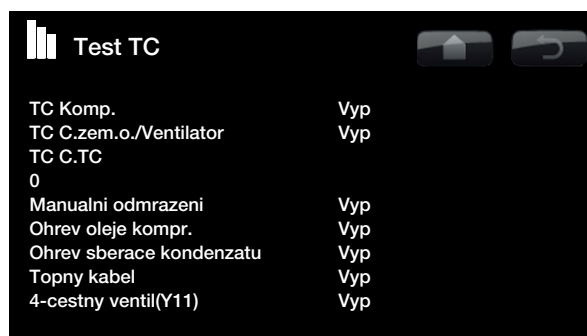 Test TC
TC Komp. Vyp
TC C.zem.o./Ventilator Vyp
TC C.TC
0
Manualni odmrazeni Vyp
Ohrev oleje kompr. Vyp
Ohrev sberace kondenzatu Vyp
Topny kabel Vyp
4-cestny ventil(Y11) Vyp